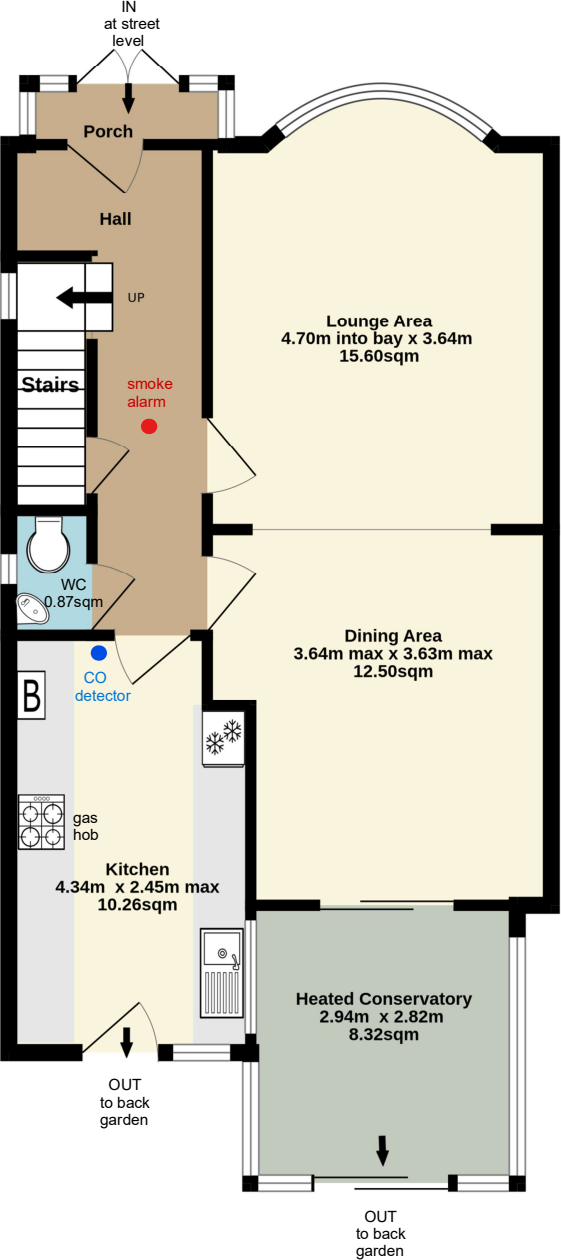 IN
at street
level
Porch
Hall
UP
Lounge Area
4.70m into bay x 3.64m
15.60sqm
Stairs
smoke
alarm
WC
0.87sqm
Dining Area
3.64m max x 3.63m max
12.50sqm
CO
detector
B
gas
hob
Kitchen
4.34m x 2.45m max
10.26sqm
Heated Conservatory
2.94m x 2.82m
8.32sqm
OUT
to back
garden
OUT
to back
garden